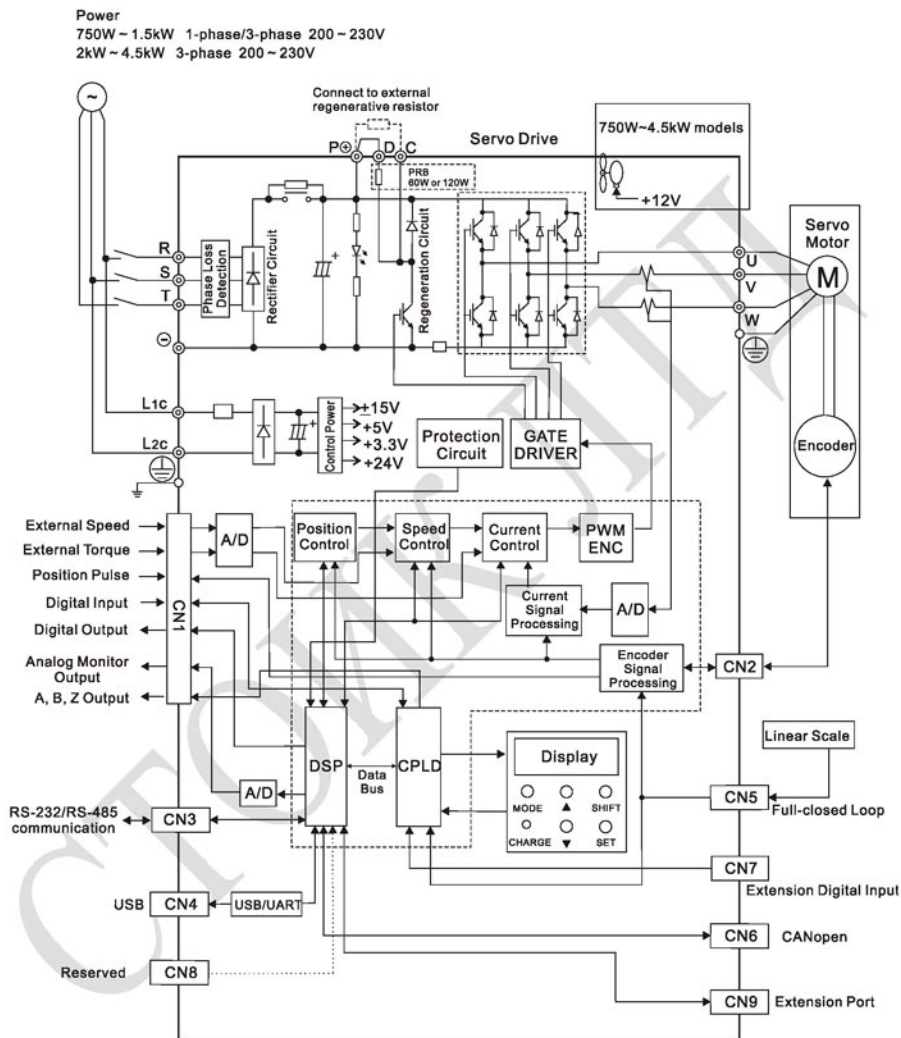 Power
750W ~ 1.5kW 1-phase/3-phase 200 ~ 230V
2kW ~ 4.5kW 3-phase 200 ~ 230V
~
Connect to external
regenerative resistor
P⊕ D C
Servo Drive
750W~4.5kW models
+12V
PRB
60W or 120W
Servo
Motor
M
R
S
T
⊖
Phase Loss
Detection
Rectifier Circuit
+
Regeneration Circuit
U
V
W
L1c
L2c
+
Control Power
±15V
+5V
+3.3V
+24V
Protection
Circuit
GATE
DRIVER
Encoder
External Speed
External Torque
Position Pulse
Digital Input
Digital Output
Analog Monitor
Output
A, B, Z Output
CN1
A/D
Position
Control
Speed
Control
Current
Control
PWM
ENC
Current
Signal
Processing
A/D
Encoder
Signal
Processing
CN2
Linear Scale
DSP
Data
Bus
CPLD
Display
MODE
▲
SHIFT
CHARGE
▼
SET
A/D
CN5
Full-closed Loop
RS-232/RS-485
communication
CN3
CN7
Extension Digital Input
USB
CN4
USB/UART
CN6
CANopen
Reserved
CN8
CN9
Extension Port
СТОИК ЛТД